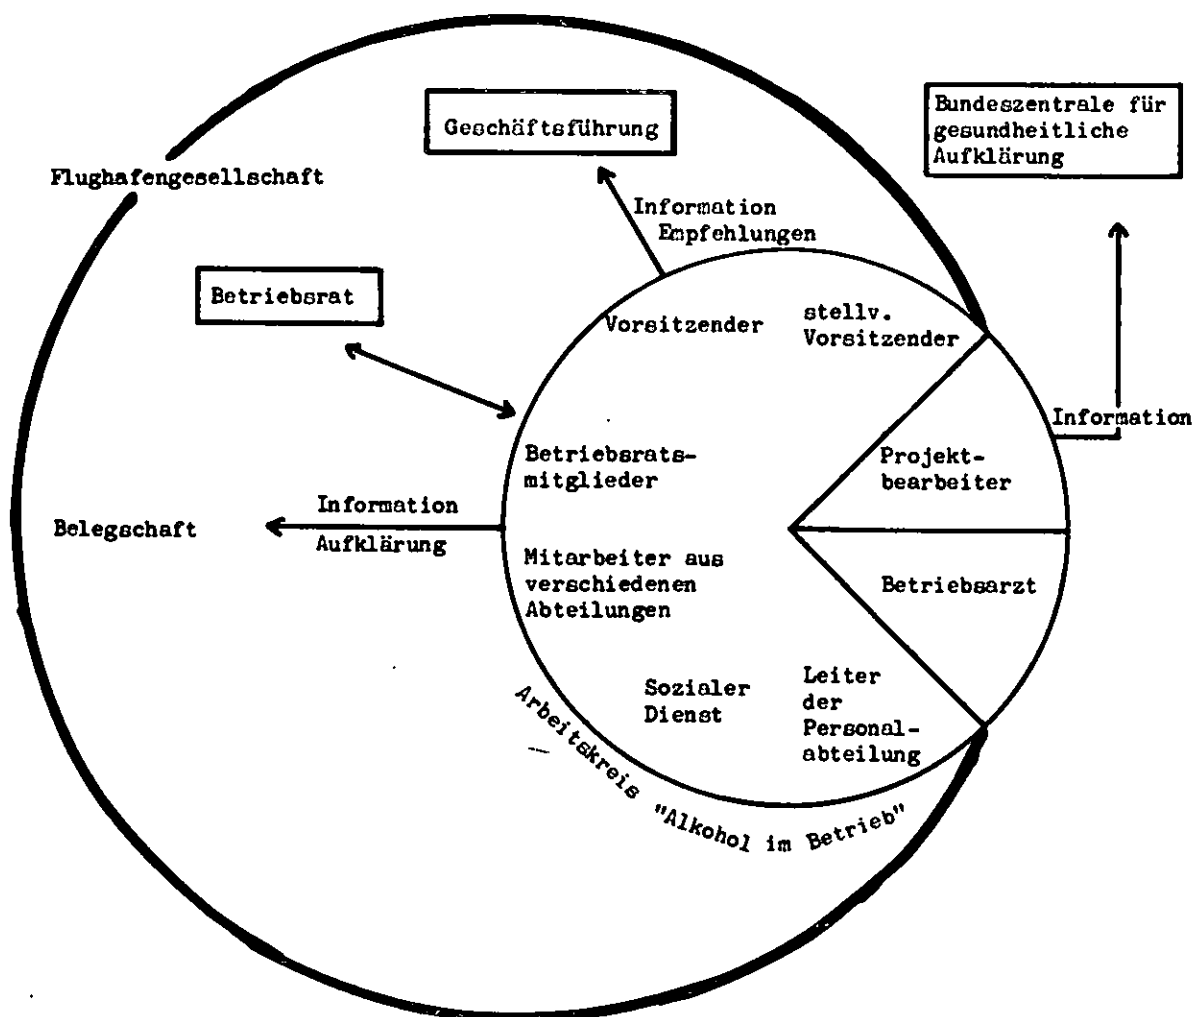 Geschäftsführung
Bundeszentrale für
gesundheitliche
Aufklärung
Flughafengesellschaft
Information
Empfehlungen
Betriebsrat
Vorsitzender
stellv.
Vorsitzender
Information
Betriebsrats-
mitglieder
Projekt-
bearbeiter
Information
Aufklärung
Belegschaft
Mitarbeiter aus
verschiedenen
Abteilungen
Betriebsarzt
Sozialer
Dienst
Leiter
der
Personal-
abteilung
Arbeitskreis "Alkohol im Betrieb"